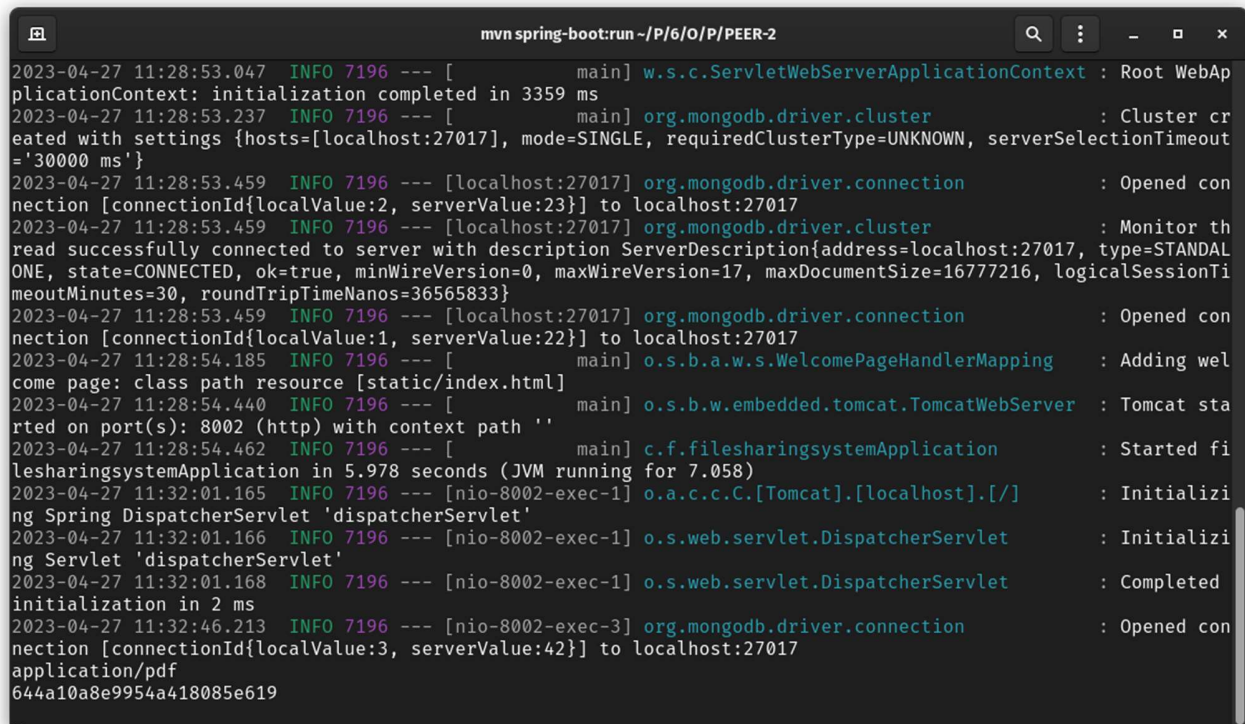 mvn spring-boot:run ~/P/6/O/P/PEER-2
2023-04-27 11:28:53.047  INFO 7196 --- [           main] w.s.c.ServletWebServerApplicationContext : Root WebAp
plicationContext: initialization completed in 3359 ms
2023-04-27 11:28:53.237  INFO 7196 --- [           main] org.mongodb.driver.cluster               : Cluster cr
eated with settings {hosts=[localhost:27017], mode=SINGLE, requiredClusterType=UNKNOWN, serverSelectionTimeout
='30000 ms'}
2023-04-27 11:28:53.459  INFO 7196 --- [localhost:27017] org.mongodb.driver.connection            : Opened con
nection [connectionId{localValue:2, serverValue:23}] to localhost:27017
2023-04-27 11:28:53.459  INFO 7196 --- [localhost:27017] org.mongodb.driver.cluster               : Monitor th
read successfully connected to server with description ServerDescription{address=localhost:27017, type=STANDAL
ONE, state=CONNECTED, ok=true, minWireVersion=0, maxWireVersion=17, maxDocumentSize=16777216, logicalSessionTi
meoutMinutes=30, roundTripTimeNanos=36565833}
2023-04-27 11:28:53.459  INFO 7196 --- [localhost:27017] org.mongodb.driver.connection            : Opened con
nection [connectionId{localValue:1, serverValue:22}] to localhost:27017
2023-04-27 11:28:54.185  INFO 7196 --- [           main] o.s.b.a.w.s.WelcomePageHandlerMapping    : Adding wel
come page: class path resource [static/index.html]
2023-04-27 11:28:54.440  INFO 7196 --- [           main] o.s.b.w.embedded.tomcat.TomcatWebServer  : Tomcat sta
rted on port(s): 8002 (http) with context path ''
2023-04-27 11:28:54.462  INFO 7196 --- [           main] c.f.filesharingsystemApplication         : Started fi
lesharingsystemApplication in 5.978 seconds (JVM running for 7.058)
2023-04-27 11:32:01.165  INFO 7196 --- [nio-8002-exec-1] o.a.c.c.C.[Tomcat].[localhost].[/]       : Initializi
ng Spring DispatcherServlet 'dispatcherServlet'
2023-04-27 11:32:01.166  INFO 7196 --- [nio-8002-exec-1] o.s.web.servlet.DispatcherServlet        : Initializi
ng Servlet 'dispatcherServlet'
2023-04-27 11:32:01.168  INFO 7196 --- [nio-8002-exec-1] o.s.web.servlet.DispatcherServlet        : Completed
initialization in 2 ms
2023-04-27 11:32:46.213  INFO 7196 --- [nio-8002-exec-3] org.mongodb.driver.connection            : Opened con
nection [connectionId{localValue:3, serverValue:42}] to localhost:27017
application/pdf
644a10a8e9954a418085e619